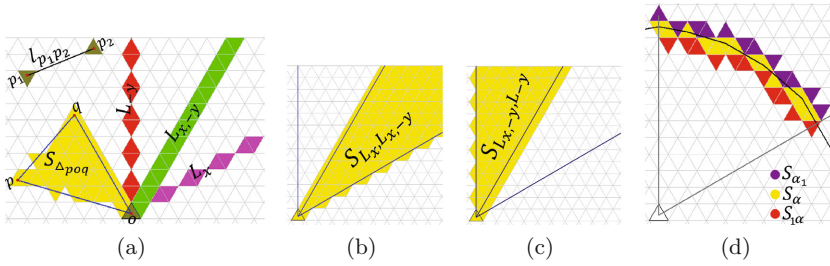 l_{p₁p₂}
p₁
p₂
L_{-y}
L_{x,-y}
q
S_{△poq}
p
L_x
o
S_{L_x,L_{x,-y}}
S_{L_{x,-y},L_{-y}}
S_{α₁}
S_α
S_{₁α}
(a)
(b)
(c)
(d)